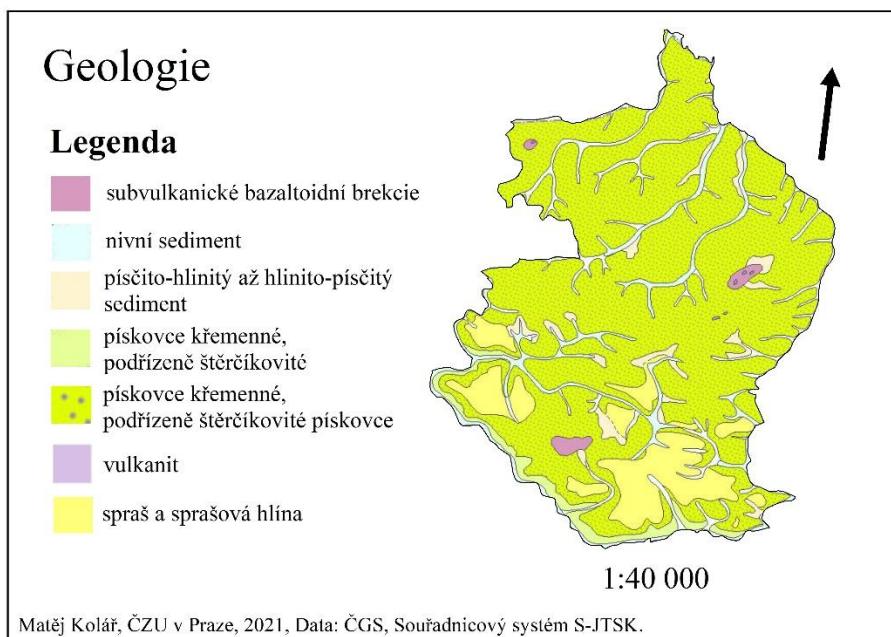 Geologie
Legenda
subvulkanické bazaltoidní brekcie
nivní sediment
písčito-hlinitý až hlinito-písčitý
sediment
pískovce křemenné,
podřízeně štěrčíkovité
pískovce křemenné,
podřízeně štěrčíkovité pískovce
vulkanit
spraš a sprašová hlína
1:40 000
Matěj Kolář, ČZU v Praze, 2021, Data: ČGS, Souřadnicový systém S-JTSK.